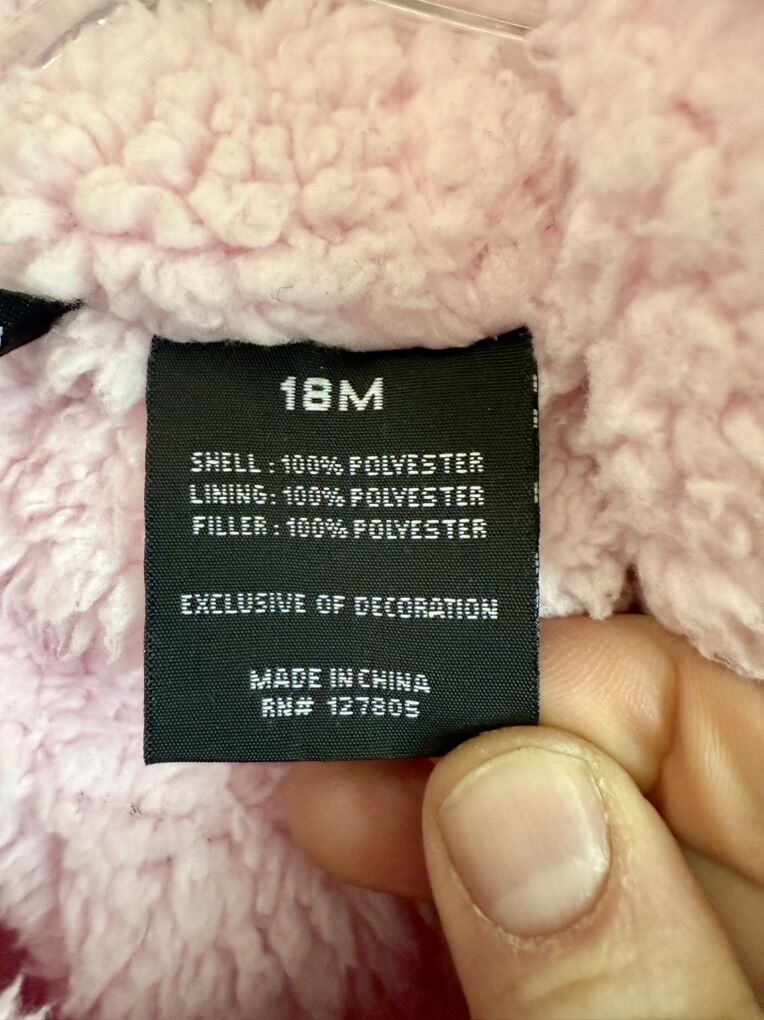 18M
SHELL : 100% POLYESTER
LINING: 100% POLYESTER
FILLER : 100% POLYESTER
EXCLUSIVE OF DECORATION
MADE IN CHINA
RN# 127805